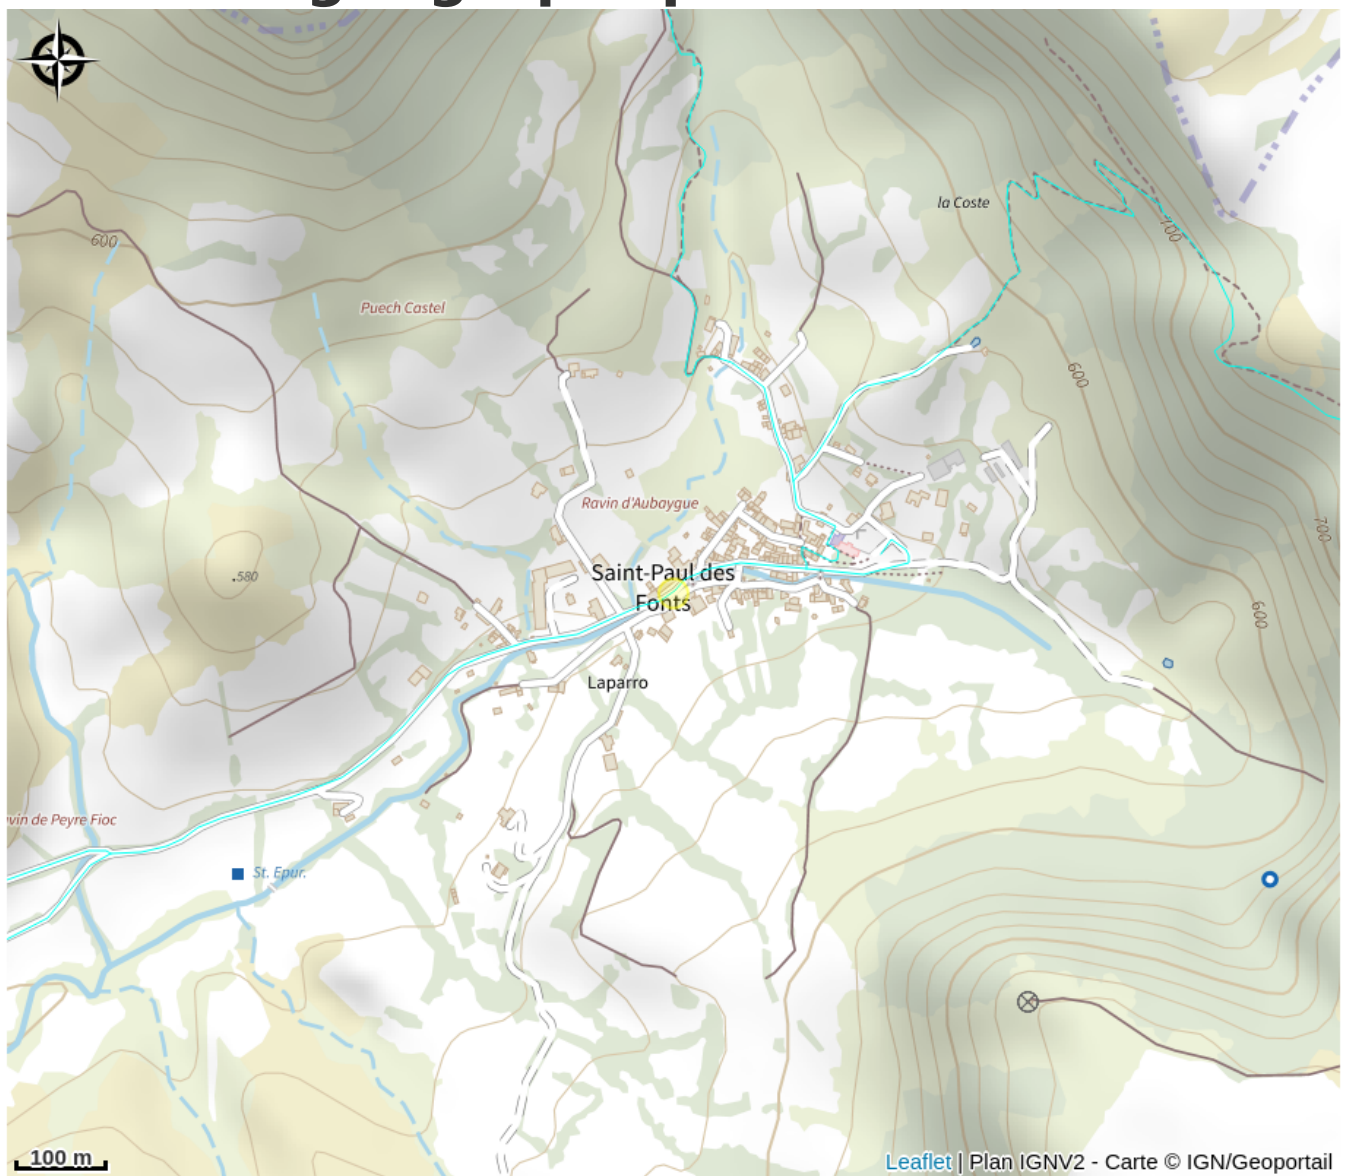 la Coste
700
600
Puech Castel
600
Ravin d'Aubaygue
700
.580
Saint-Paul des
Fonts
600
Laparro
vin de Peyre Fioc
St. Epur.
100 m
Leaflet | Plan IGNV2 - Carte © IGN/Geoportail